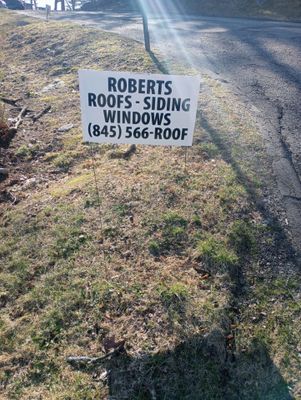 ROBERTS
ROOFS - SIDING
WINDOWS
(845) 566-ROOF